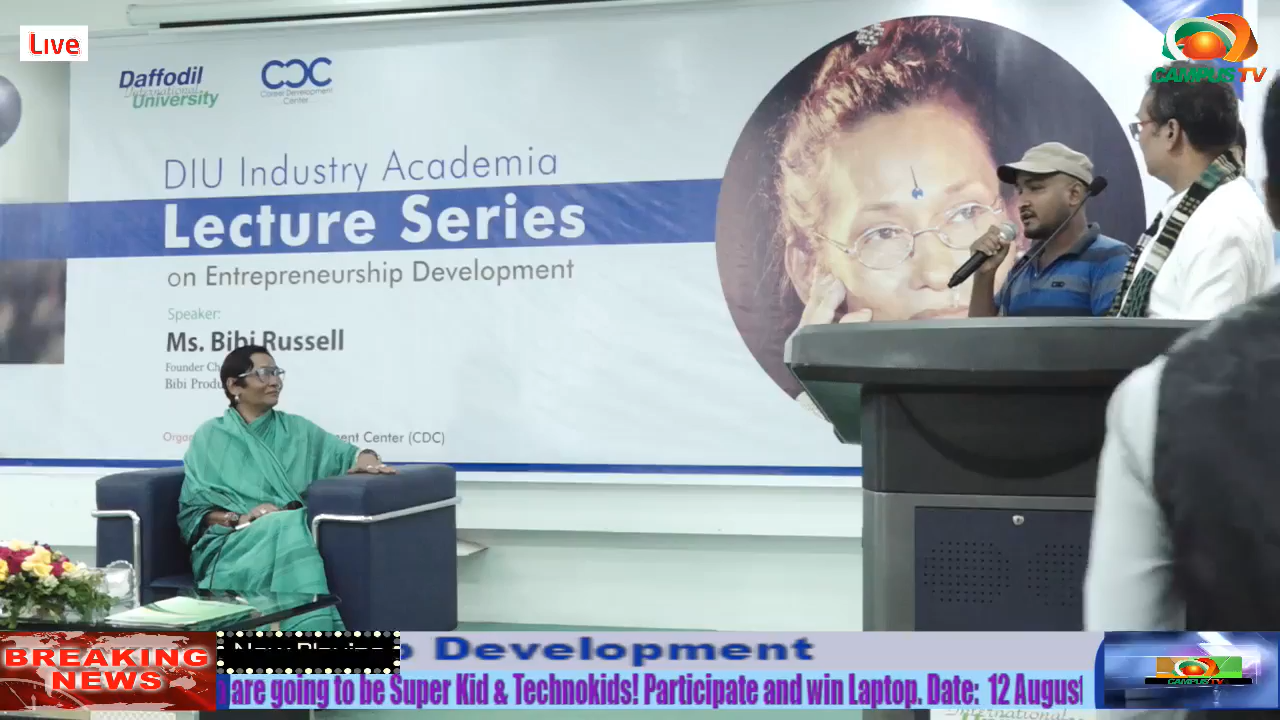 Live
CAMPUS TV
Daffodil
International
University
CDC
Career Development
Center
DIU Industry Academia
Lecture Series
on Entrepreneurship Development
Speaker:
Ms. Bibi Russell
Founder
Bibi
Center (CDC)
BREAKING
NEWS
Now Playing
Development
are going to be Super Kid & Technokids! Participate and win Laptop. Date: 12 August
CAMPUS TV